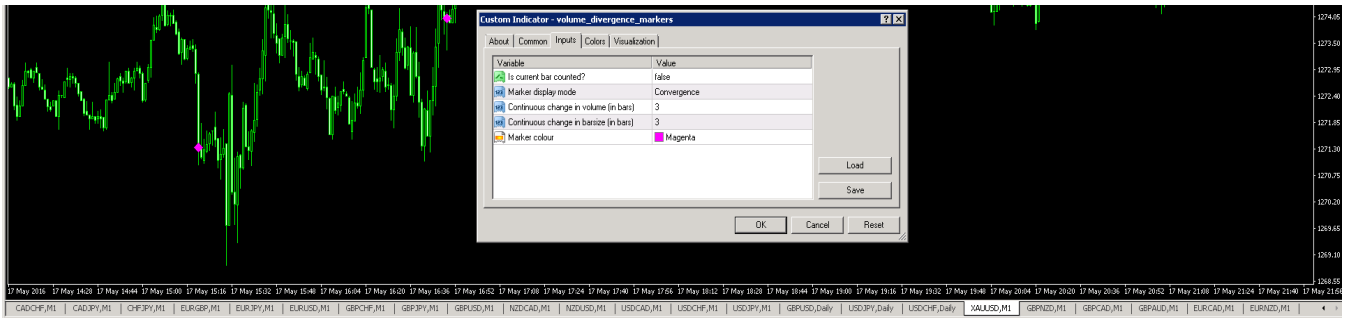 Custom Indicator - volume_divergence_markers
About Common Inputs Colors Visualization
Variable Value
Is current bar counted? false
Marker display mode Convergence
Continuous change in volume (in bars) 3
Continuous change in barsize (in bars) 3
Marker colour Magenta
Load
Save
OK Cancel Reset
1274.05
1273.50
1272.95
1272.40
1271.85
1271.30
1270.75
1270.20
1269.65
1269.10
1268.55
17 May 2016 17 May 14:28 17 May 14:44 17 May 15:00 17 May 15:16 17 May 15:32 17 May 15:48 17 May 16:04 17 May 16:20 17 May 16:36 17 May 16:52 17 May 17:08 17 May 17:24 17 May 17:40 17 May 17:56 17 May 18:12 17 May 18:28 17 May 18:44 17 May 19:00 17 May 19:16 17 May 19:32 17 May 19:48 17 May 20:04 17 May 20:20 17 May 20:36 17 May 20:52 17 May 21:08 17 May 21:24 17 May 21:40 17 May 21:56
CADCHF,M1 CADJPY,M1 CHFJPY,M1 EURGBP,M1 EURJPY,M1 EURUSD,M1 GBPCHF,M1 GBPJPY,M1 GBPUSD,M1 NZDCAD,M1 NZDUSD,M1 USDCAD,M1 USDCHF,M1 USDJPY,M1 GBPUSD,Daily USDJPY,Daily USDCHF,Daily XAUUSD,M1 GBPNZD,M1 GBPCAD,M1 GBPAUD,M1 EURCAD,M1 EURNZD,M1